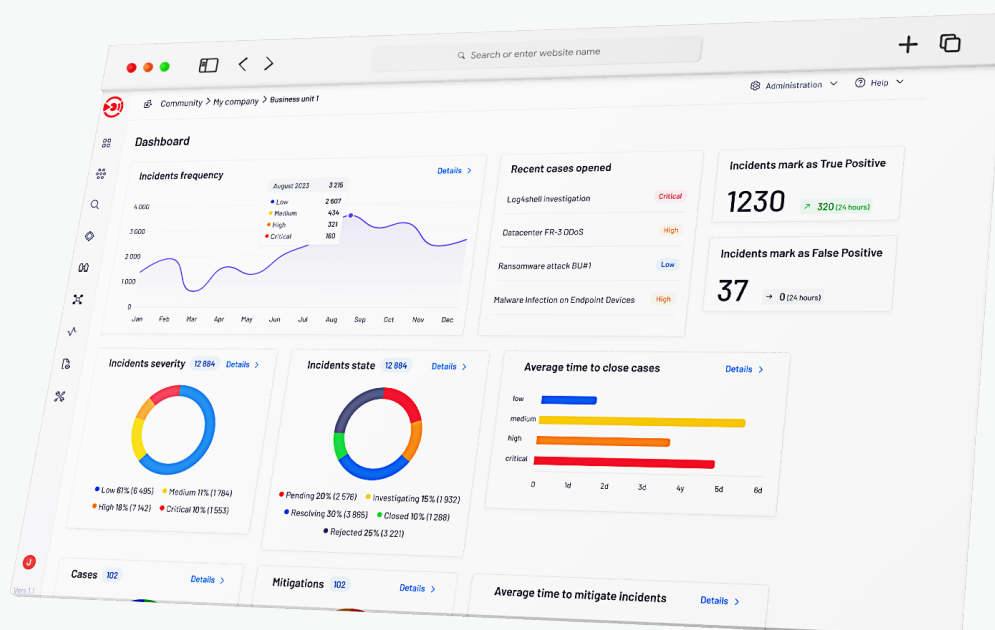 Search or enter website name
Community > My company > Business unit 1
Administration
Help
Dashboard
Incidents frequency
Details >
August 2023 3 215
Low 2 607
Medium 434
High 321
Critical 160
4 000
3 000
2 000
1 000
0
Jan Feb Mar Apr May Jun Jul Aug Sep Oct Nov Dec
Recent cases opened
Log4shell investigation Critical
Datacenter FR-3 DDoS High
Ransomware attack BU#1 Low
Malware Infection on Endpoint Devices High
Incidents mark as True Positive
1230 320 (24 hours)
Incidents mark as False Positive
37 0 (24 hours)
Incidents severity 12 884 Details >
Low 61% (6 495) Medium 11% (1 784)
High 18% (7 142) Critical 10% (1 553)
Incidents state 12 884 Details >
Pending 20% (2 576) Investigating 15% (1 932)
Resolving 30% (3 865) Closed 10% (1 288)
Rejected 25% (3 221)
Average time to close cases Details >
low
medium
high
critical
0 1d 2d 3d 4y 5d 6d
J
Vers 1.1
Cases 102 Details >
Mitigations 102 Details >
Average time to mitigate incidents Details >